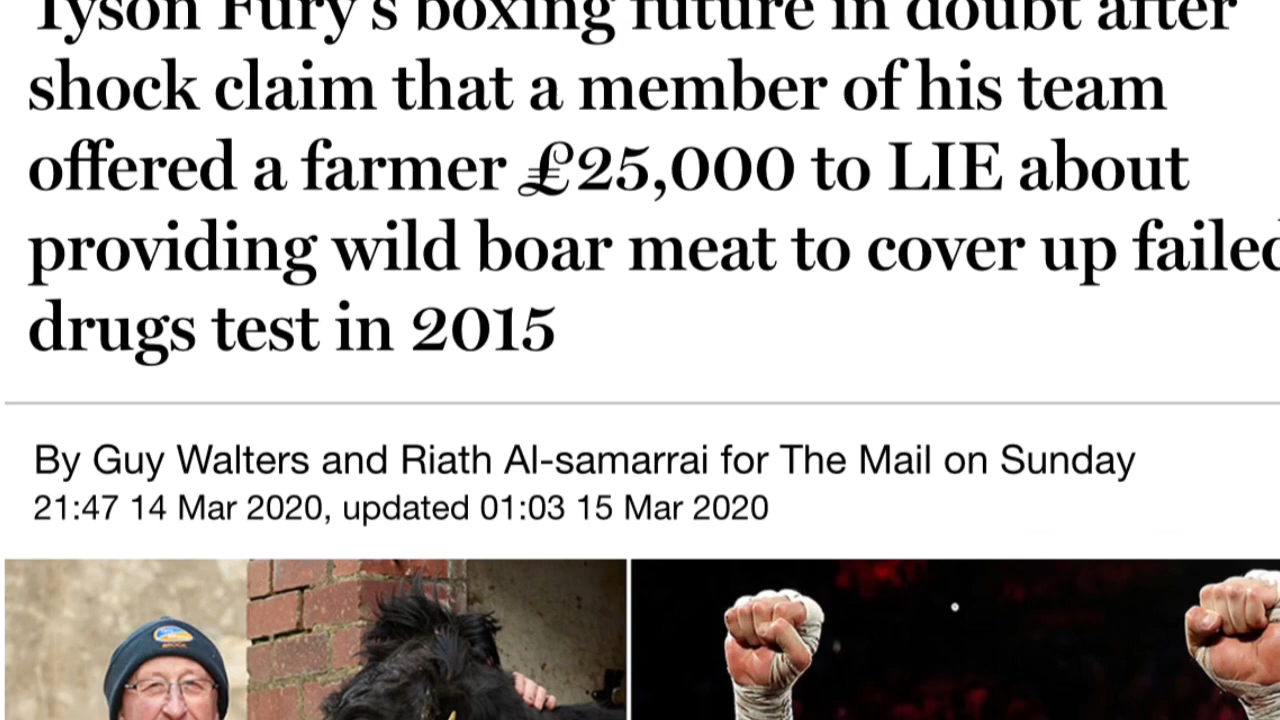 Tyson Fury's boxing future in doubt after
shock claim that a member of his team
offered a farmer £25,000 to LIE about
providing wild boar meat to cover up failed
drugs test in 2015
By Guy Walters and Riath Al-samarrai for The Mail on Sunday
21:47 14 Mar 2020, updated 01:03 15 Mar 2020